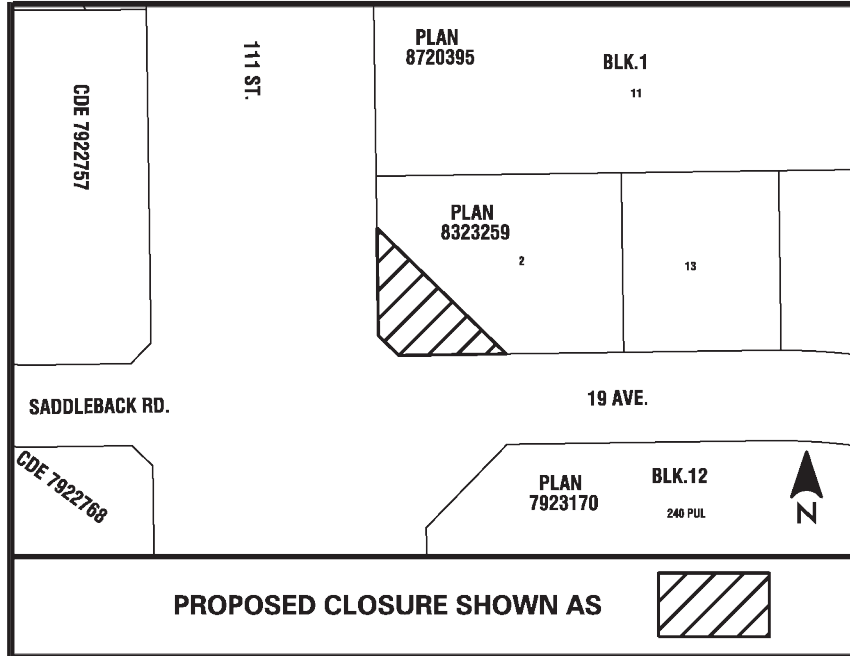 PLAN
8720395
BLK.1
11
111 ST.
CDE 7922757
PLAN
8323259
2
13
SADDLEBACK RD.
19 AVE.
CDE 7922768
PLAN
7923170
BLK.12
240 PUL
N
PROPOSED CLOSURE SHOWN AS